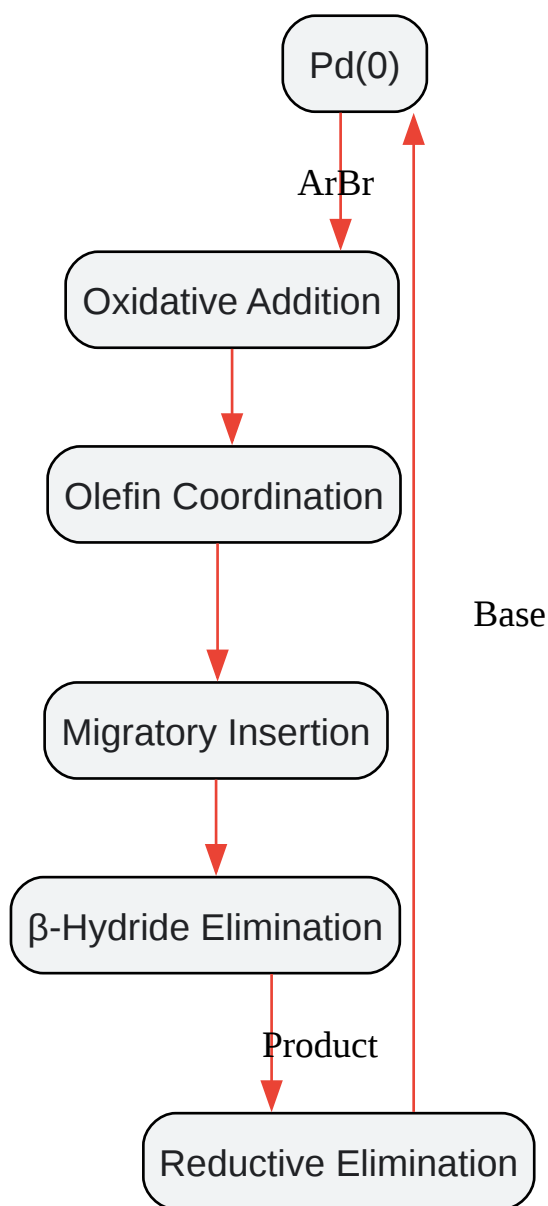 Pd(0)
ArBr
Oxidative Addition
Olefin Coordination
Base
Migratory Insertion
β-Hydride Elimination
Product
Reductive Elimination